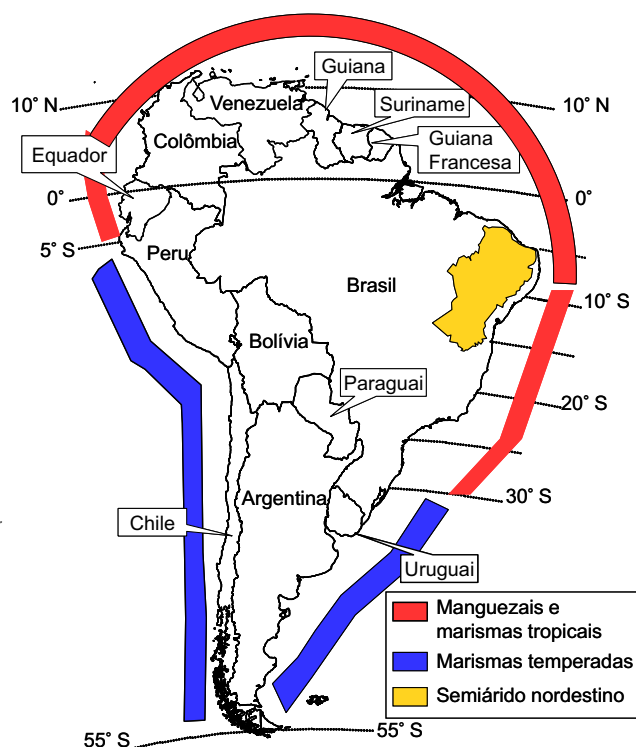 Guiana
10° N
Venezuela
10° N
Suriname
Colômbia
Guiana
Francesa
Equador
0°
0°
5° S
Peru
Brasil
10° S
Bolívia
Paraguai
20° S
Argentina
30° S
Chile
Uruguai
Manguezais e
marismas tropicais
Marismas temperadas
Semiárido nordestino
55° S
55° S